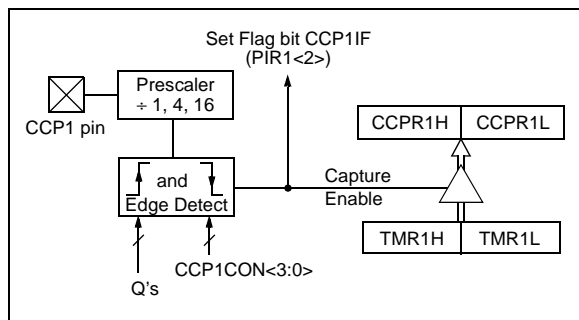 Set Flag bit CCP1IF
(PIR1<2>)
Prescaler
÷ 1, 4, 16
CCP1 pin
CCPR1H CCPR1L
and
Edge Detect
Capture
Enable
TMR1H TMR1L
Q's
CCP1CON<3:0>